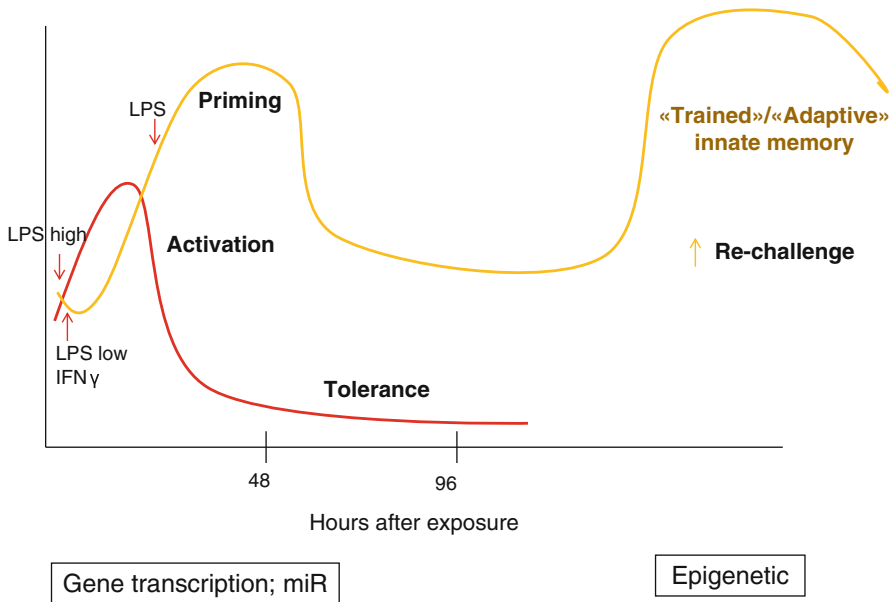 LPS
Priming
«Trained»/«Adaptive»
innate memory
LPS high
Activation
Re-challenge
LPS low
IFNγ
Tolerance
48
96
Hours after exposure
Gene transcription; miR
Epigenetic